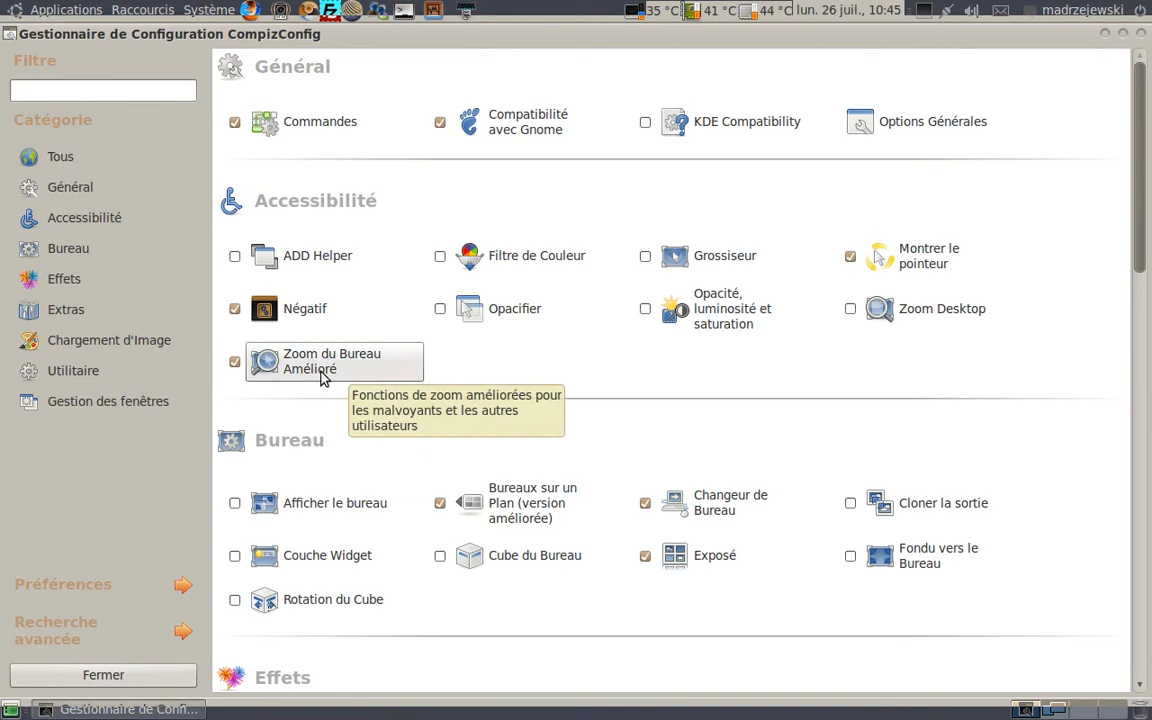 Applications Raccourcis Système 35 °C 41 °C 44 °C lun. 26 juil., 10:45 madrzejewski
Gestionnaire de Configuration CompizConfig
Filtre
Catégorie
Tous
Général
Accessibilité
Bureau
Effets
Extras
Chargement d'Image
Utilitaire
Gestion des fenêtres
Préférences
Recherche
avancée
Fermer
Général
Commandes
Compatibilité
avec Gnome
KDE Compatibility
Options Générales
Accessibilité
ADD Helper
Filtre de Couleur
Grossiseur
Montrer le
pointeur
Négatif
Opacifier
Opacité,
luminosité et
saturation
Zoom Desktop
Zoom du Bureau
Amélioré
Fonctions de zoom améliorées pour
les malvoyants et les autres
utilisateurs
Bureau
Afficher le bureau
Bureaux sur un
Plan (version
améliorée)
Changeur de
Bureau
Cloner la sortie
Couche Widget
Cube du Bureau
Exposé
Fondu vers le
Bureau
Rotation du Cube
Effets
Gestionnaire de Confi...